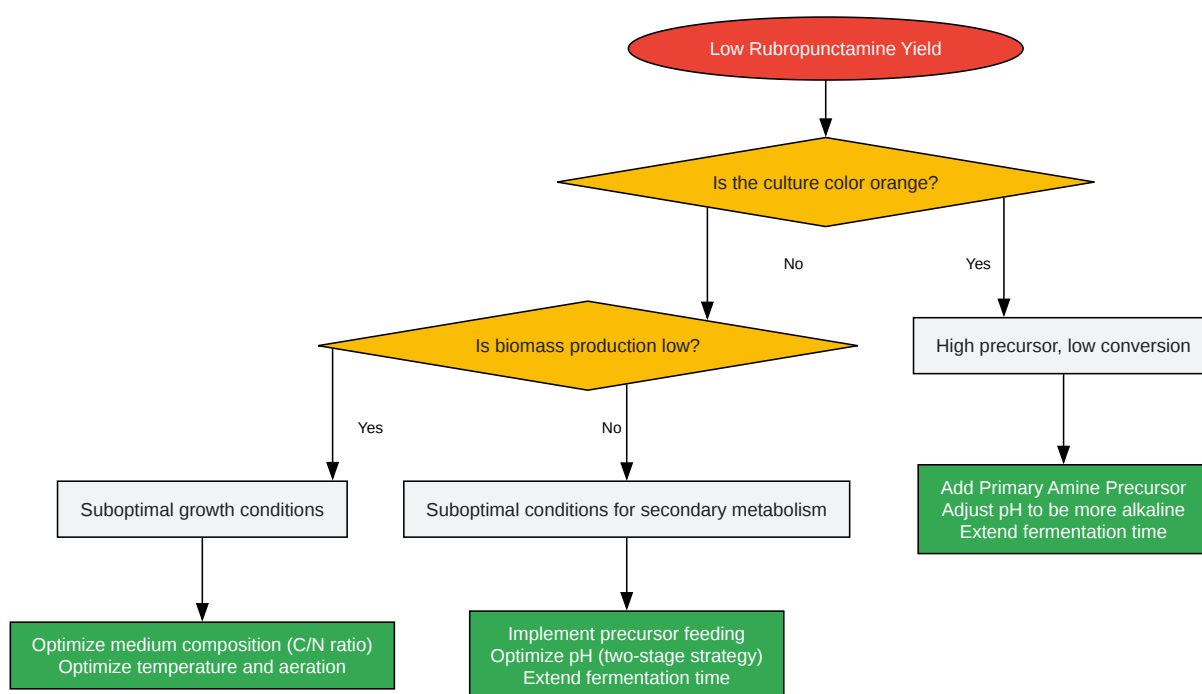 Low Rubropunctamine Yield
Is the culture color orange?
No
Yes
Is biomass production low?
High precursor, low conversion
Yes
No
Suboptimal growth conditions
Suboptimal conditions for secondary metabolism
Add Primary Amine Precursor
Adjust pH to be more alkaline
Extend fermentation time
Optimize medium composition (C/N ratio)
Optimize temperature and aeration
Implement precursor feeding
Optimize pH (two-stage strategy)
Extend fermentation time